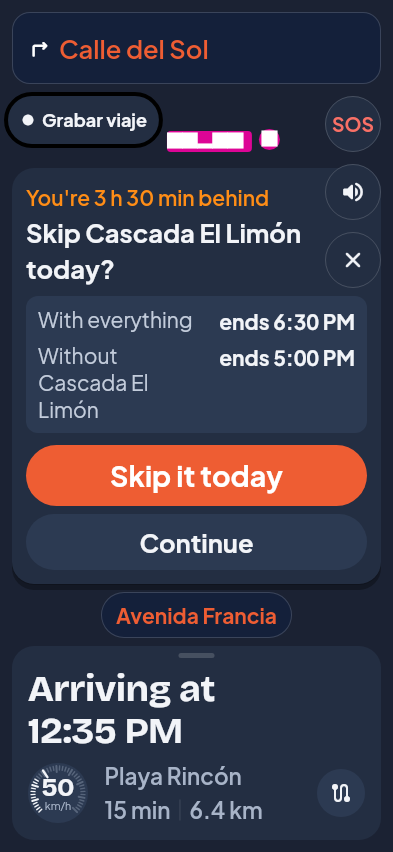 Calle del Sol
Grabar viaje
SOS
You're 3 h 30 min behind
Skip Cascada El Limón
today?
With everything ends 6:30 PM
Without ends 5:00 PM
Cascada El
Limón
Skip it today
Continue
Avenida Francia
Arriving at
12:35 PM
50
km/h
Playa Rincón
15 min 6.4 km